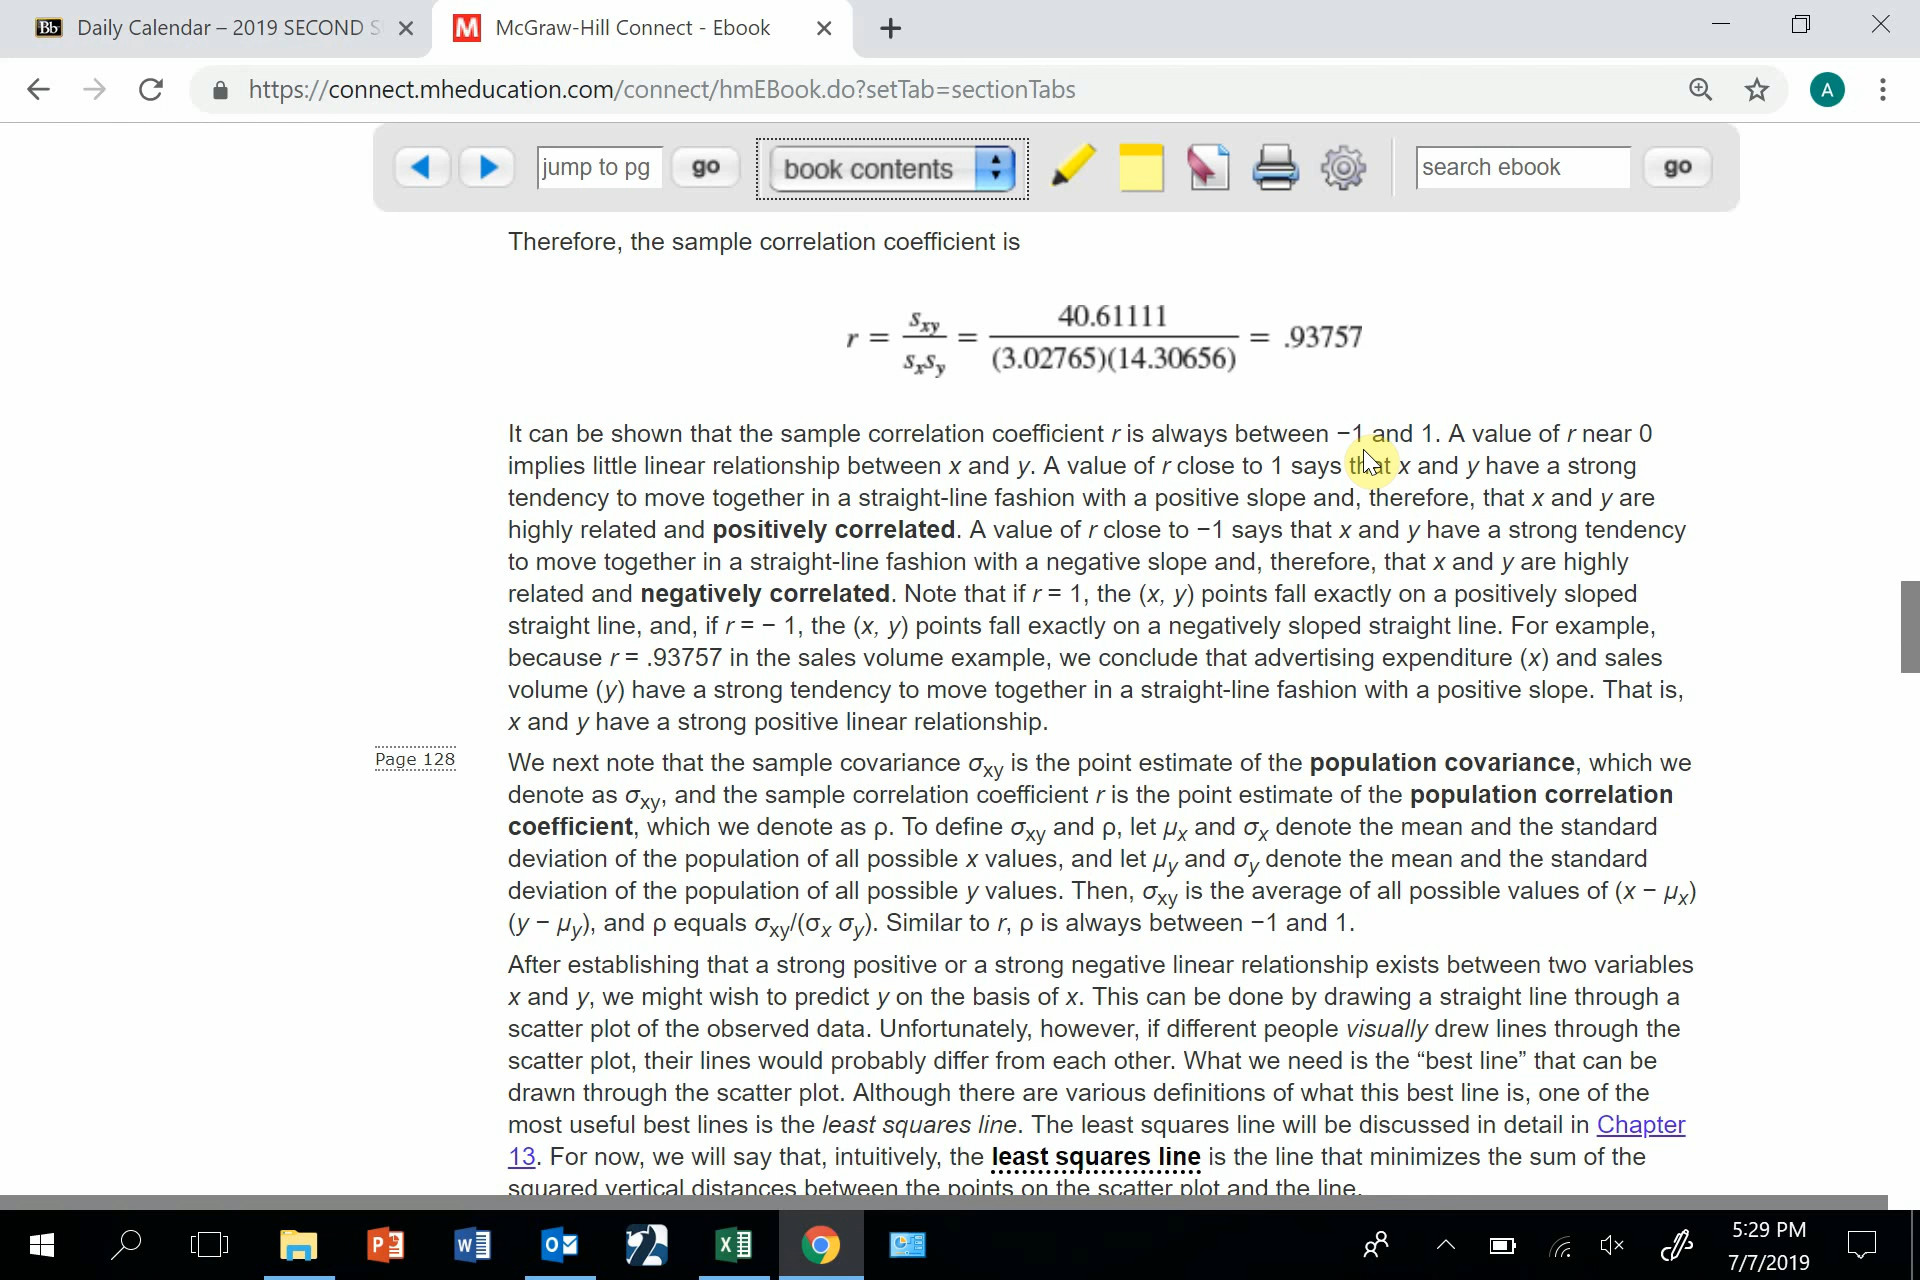 Daily Calendar – 2019 SECOND S
McGraw-Hill Connect - Ebook
https://connect.mheducation.com/connect/hmEBook.do?setTab=sectionTabs
A
jump to pg
go
book contents
search ebook
go
Therefore, the sample correlation coefficient is
r = sxy / sxsy = 40.61111 / (3.02765)(14.30656) = .93757
It can be shown that the sample correlation coefficient r is always between −1 and 1. A value of r near 0
implies little linear relationship between x and y. A value of r close to 1 says that x and y have a strong
tendency to move together in a straight-line fashion with a positive slope and, therefore, that x and y are
highly related and positively correlated. A value of r close to −1 says that x and y have a strong tendency
to move together in a straight-line fashion with a negative slope and, therefore, that x and y are highly
related and negatively correlated. Note that if r = 1, the (x, y) points fall exactly on a positively sloped
straight line, and, if r = − 1, the (x, y) points fall exactly on a negatively sloped straight line. For example,
because r = .93757 in the sales volume example, we conclude that advertising expenditure (x) and sales
volume (y) have a strong tendency to move together in a straight-line fashion with a positive slope. That is,
x and y have a strong positive linear relationship.
Page 128
We next note that the sample covariance σxy is the point estimate of the population covariance, which we
denote as σxy, and the sample correlation coefficient r is the point estimate of the population correlation
coefficient, which we denote as ρ. To define σxy and ρ, let μx and σx denote the mean and the standard
deviation of the population of all possible x values, and let μy and σy denote the mean and the standard
deviation of the population of all possible y values. Then, σxy is the average of all possible values of (x − μx)
(y − μy), and ρ equals σxy/(σx σy). Similar to r, ρ is always between −1 and 1.
After establishing that a strong positive or a strong negative linear relationship exists between two variables
x and y, we might wish to predict y on the basis of x. This can be done by drawing a straight line through a
scatter plot of the observed data. Unfortunately, however, if different people visually drew lines through the
scatter plot, their lines would probably differ from each other. What we need is the “best line” that can be
drawn through the scatter plot. Although there are various definitions of what this best line is, one of the
most useful best lines is the least squares line. The least squares line will be discussed in detail in Chapter
13. For now, we will say that, intuitively, the least squares line is the line that minimizes the sum of the
squared vertical distances between the points on the scatter plot and the line.
5:29 PM
7/7/2019